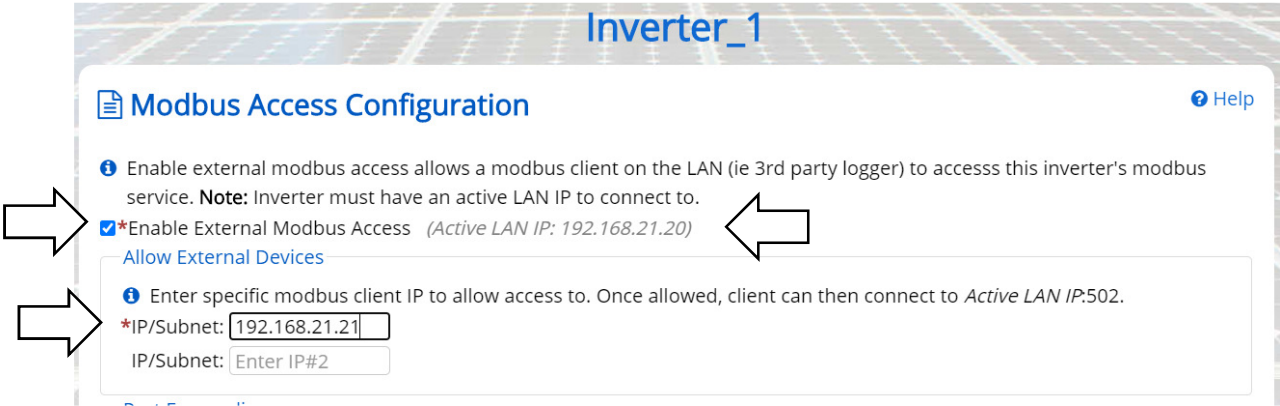 Inverter_1
Modbus Access Configuration
Help
Enable external modbus access allows a modbus client on the LAN (ie 3rd party logger) to accesss this inverter's modbus
service. Note: Inverter must have an active LAN IP to connect to.
*Enable External Modbus Access (Active LAN IP: 192.168.21.20)
Allow External Devices
Enter specific modbus client IP to allow access to. Once allowed, client can then connect to Active LAN IP:502.
*IP/Subnet: 192.168.21.21
IP/Subnet: Enter IP#2